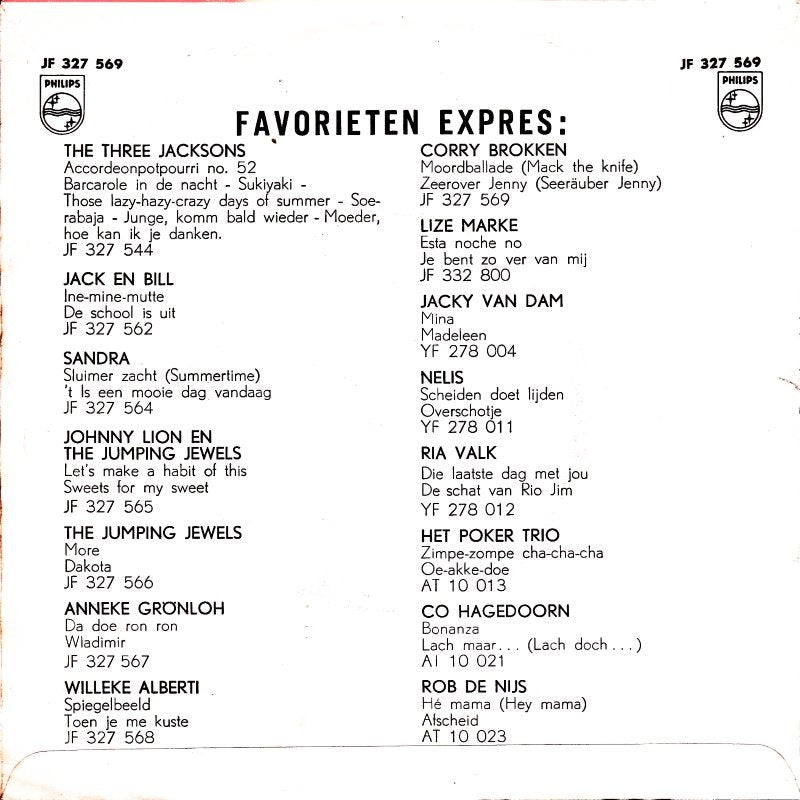 JF 327 569
JF 327 569
PHILIPS
PHILIPS
FAVORIETEN EXPRES:
THE THREE JACKSONS
Accordeonpotpourri no. 52
Barcarole in de nacht - Sukiyaki -
Those lazy-hazy-crazy days of summer - Soe-
rabaja - Junge, komm bald wieder - Moeder,
hoe kan ik je danken.
JF 327 544
JACK EN BILL
Ine-mine-mutte
De school is uit
JF 327 562
SANDRA
Sluimer zacht (Summertime)
't Is een mooie dag vandaag
JF 327 564
JOHNNY LION EN
THE JUMPING JEWELS
Let's make a habit of this
Sweets for my sweet
JF 327 565
THE JUMPING JEWELS
More
Dakota
JF 327 566
ANNEKE GRÖNLOH
Da doe ron ron
Wladimir
JF 327 567
WILLEKE ALBERTI
Spiegelbeeld
Toen je me kuste
JF 327 568
CORRY BROKKEN
Moordballade (Mack the knife)
Zeerover Jenny (Seeräuber Jenny)
JF 327 569
LIZE MARKE
Esta noche no
Je bent zo ver van mij
JF 332 800
JACKY VAN DAM
Mina
Madeleen
YF 278 004
NELIS
Scheiden doet lijden
Overschotje
YF 278 011
RIA VALK
Die laatste dag met jou
De schat van Rio Jim
YF 278 012
HET POKER TRIO
Zimpe-zompe cha-cha-cha
Oe-akke-doe
AT 10 013
CO HAGEDOORN
Bonanza
Lach maar... (Lach doch...)
AT 10 021
ROB DE NIJS
Hé mama (Hey mama)
Afscheid
AT 10 023